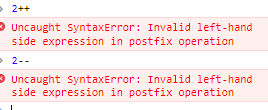 2++
Uncaught SyntaxError: Invalid left-hand
side expression in postfix operation
2--
Uncaught SyntaxError: Invalid left-hand
side expression in postfix operation